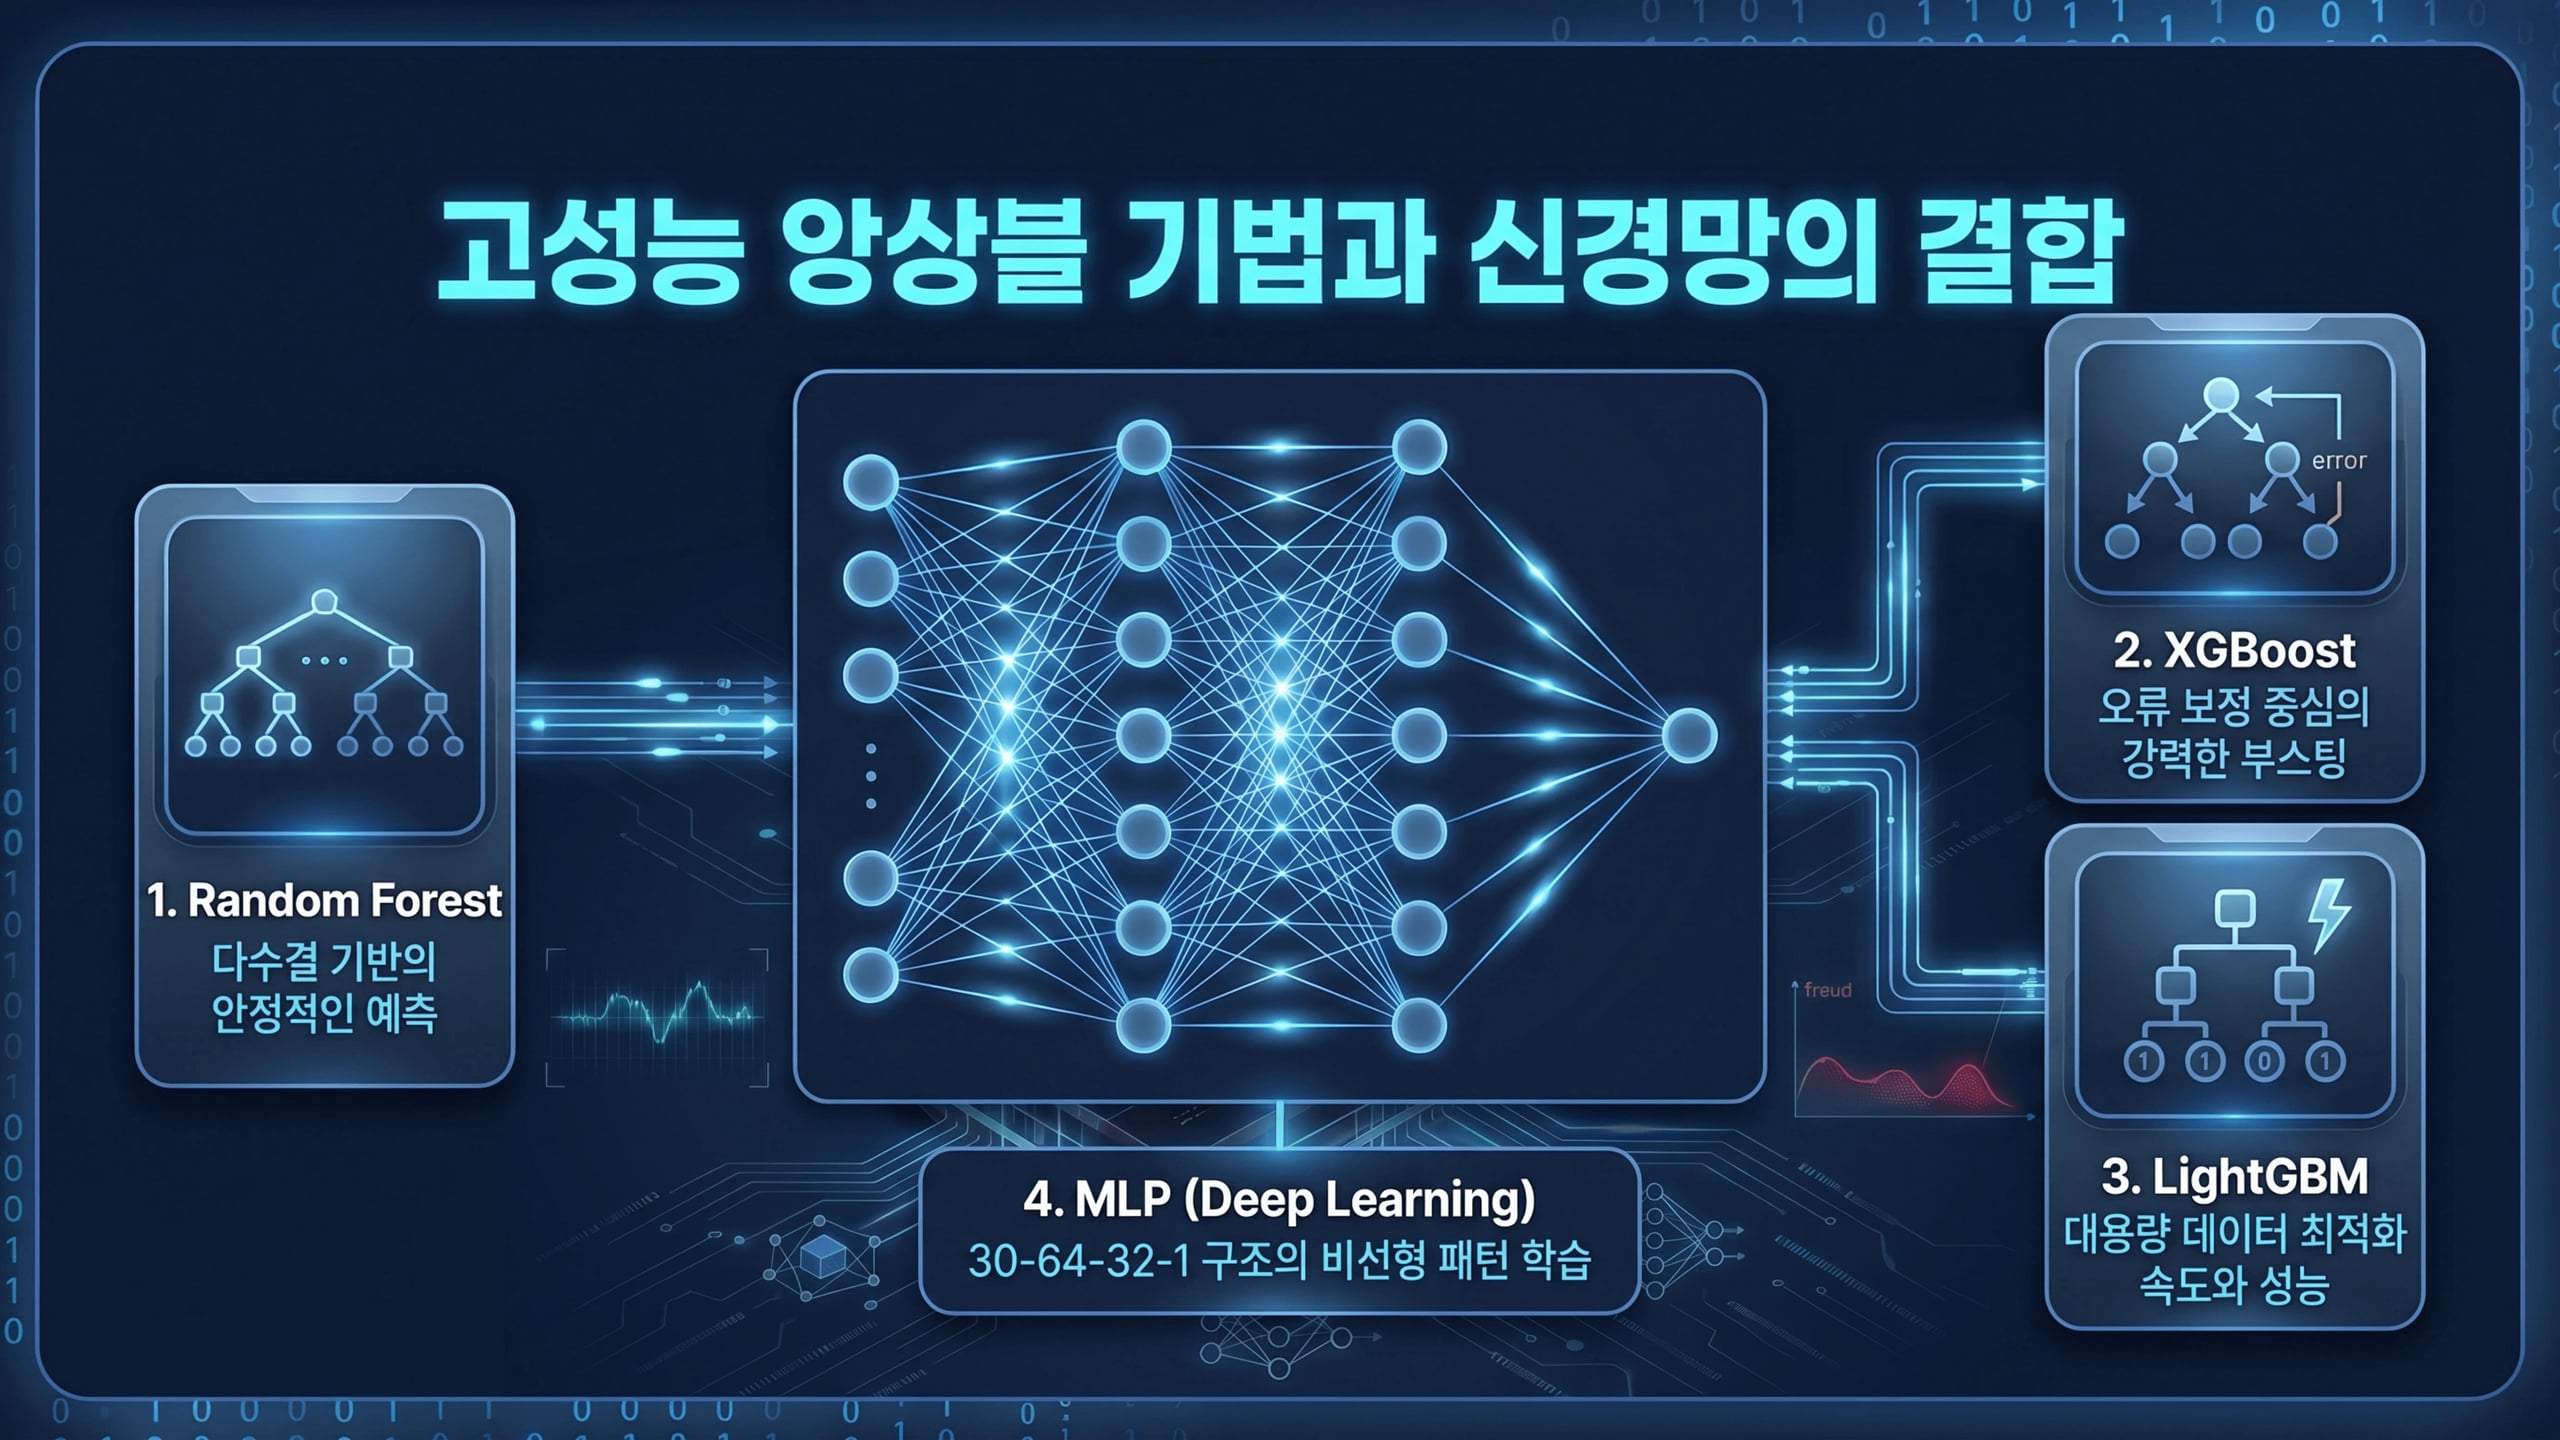 고성능 앙상블 기법과 신경망의 결합
1. Random Forest
다수결 기반의
안정적인 예측
error
2. XGBoost
오류 보정 중심의
강력한 부스팅
freud
1 1 0 1
3. LightGBM
대용량 데이터 최적화
속도와 성능
4. MLP (Deep Learning)
30-64-32-1 구조의 비선형 패턴 학습